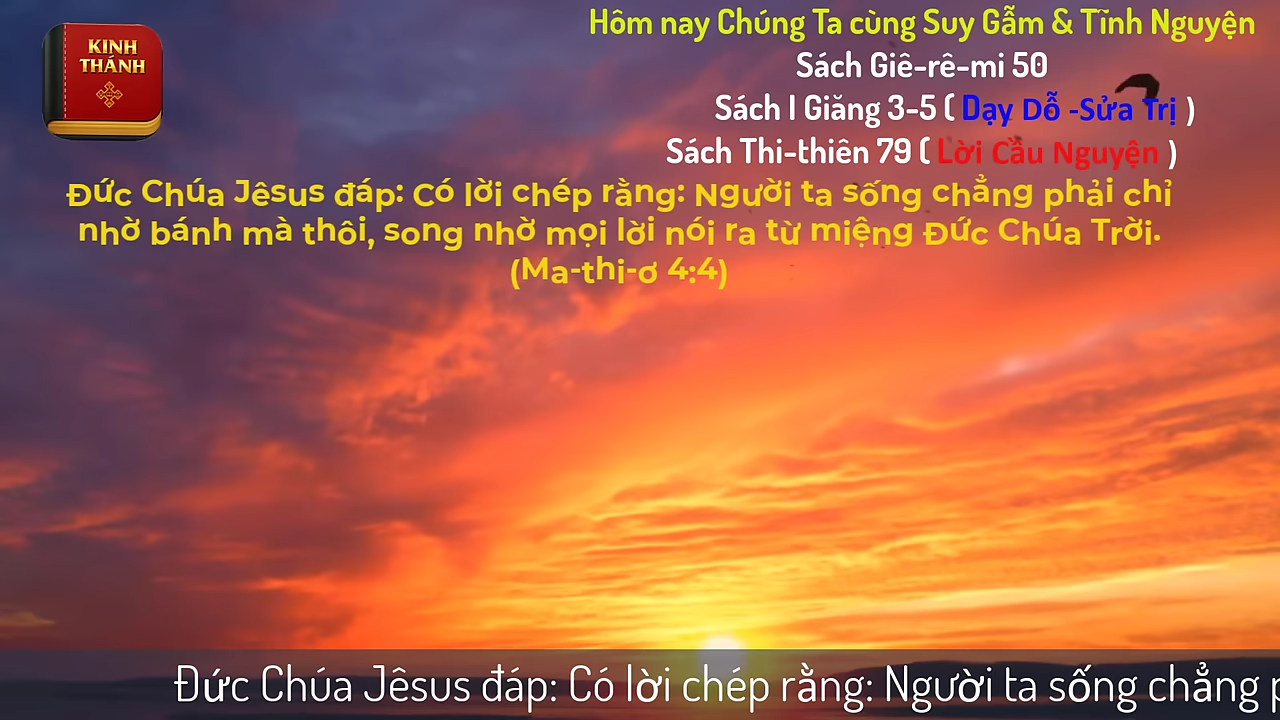 KINH
THÁNH
Hôm nay Chúng Ta cùng Suy Gẫm & Tĩnh Nguyện
Sách Giê-rê-mi 50
Sách I Giăng 3-5 ( Dạy Dỗ -Sửa Trị )
Sách Thi-thiên 79 ( Lời Cầu Nguyện )
Đức Chúa Jêsus đáp: Có lời chép rằng: Người ta sống chẳng phải chỉ
nhờ bánh mà thôi, song nhờ mọi lời nói ra từ miệng Đức Chúa Trời.
(Ma-thi-ơ 4:4)
Đức Chúa Jêsus đáp: Có lời chép rằng: Người ta sống chẳng